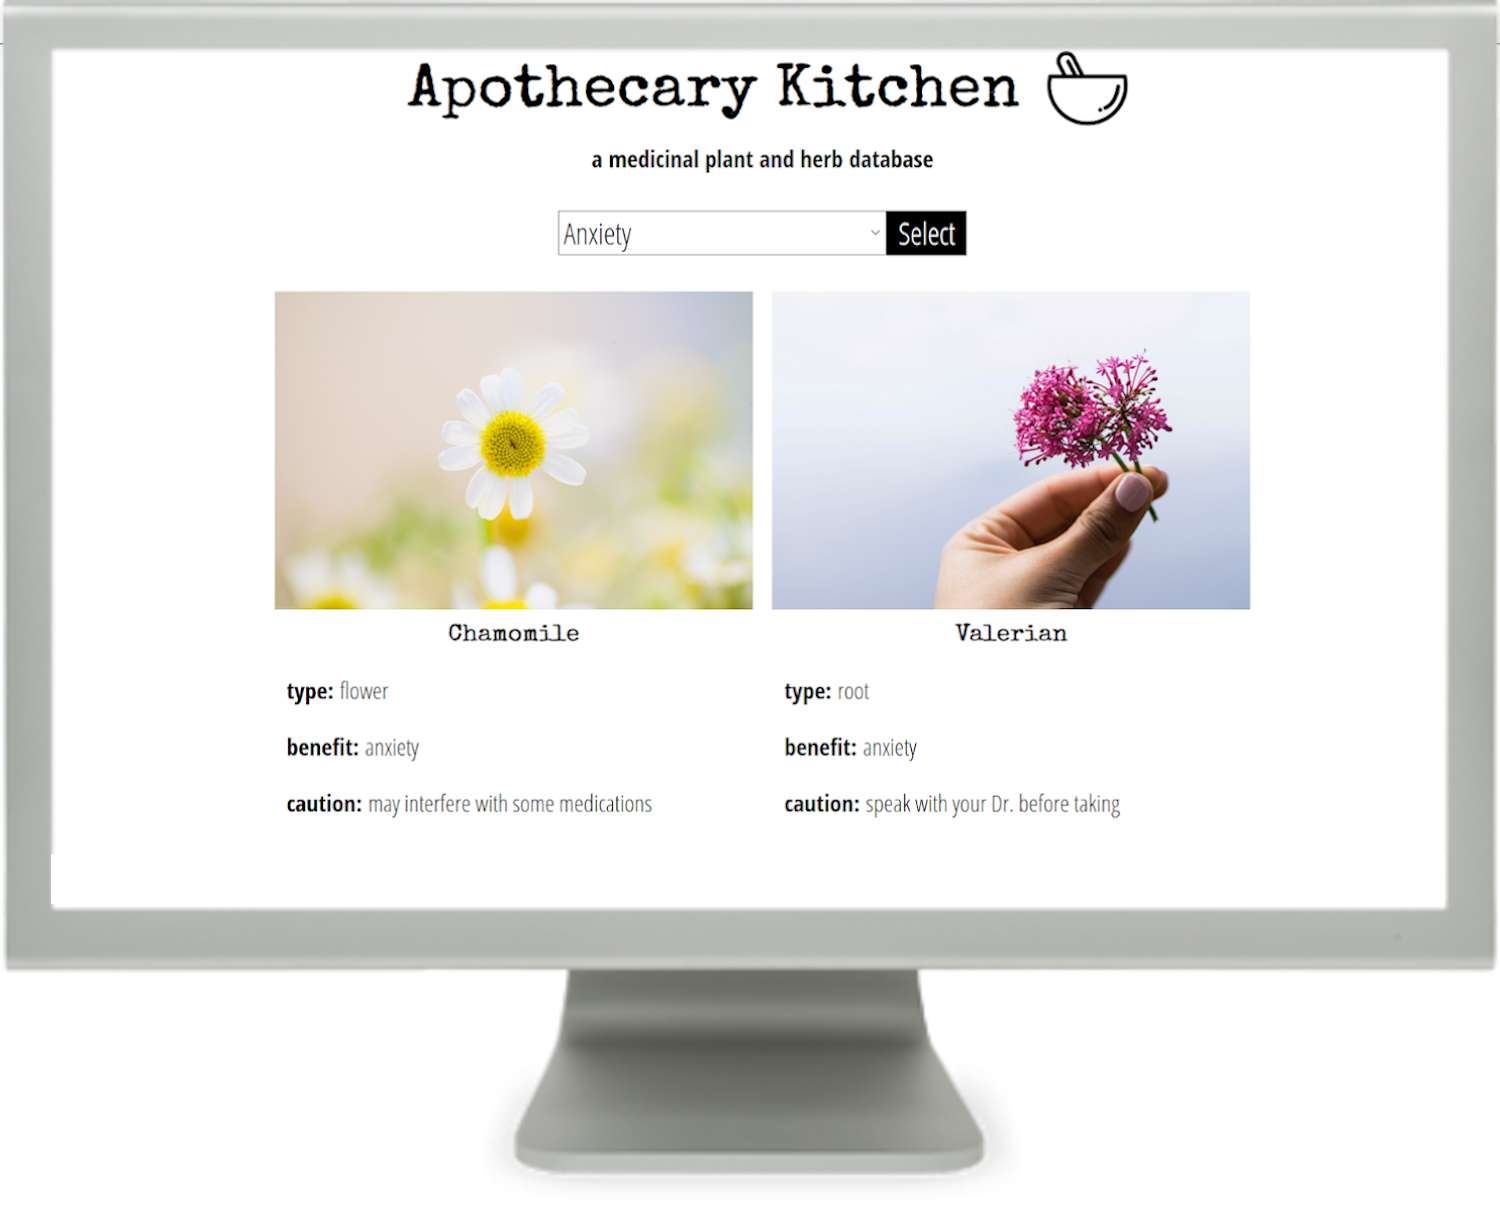 Apothecary Kitchen
a medicinal plant and herb database
Anxiety Select
Chamomile
type: flower
benefit: anxiety
caution: may interfere with some medications
Valerian
type: root
benefit: anxiety
caution: speak with your Dr. before taking